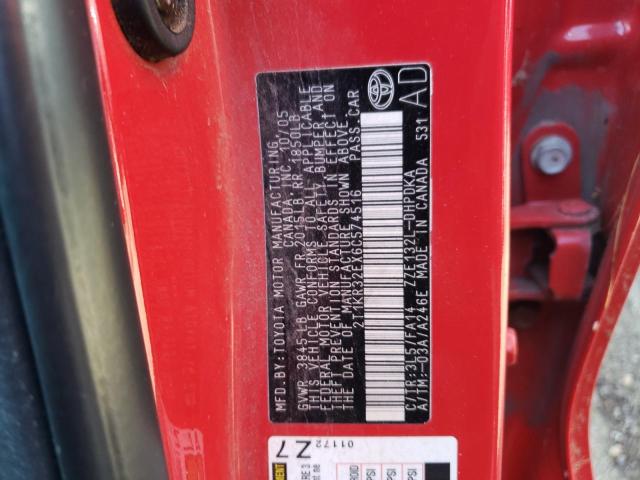 MFD.BY:TOYOTA MOTOR MANUFACTURING,
CANADA,INC. 10/05
GVWR 3845 LB GAWR FR 2015LB:RR 1850LB
THIS VEHICLE CONFORMS TO ALL APPLICABLE
FEDERAL MOTOR VEHICLE SAFETY, BUMPER AND
THEFT PREVENTION STANDARDS IN EFFECT ON
THE DATE OF MANUFACTURE SHOWN ABOVE.
2T1KR32EX6C574516 PASS.CAR
C/TR:3L5/FA14 ZZE132L-DHPDKA
A/TM:-03A/A246E MADE IN CANADA 531
AD
01172
Z7